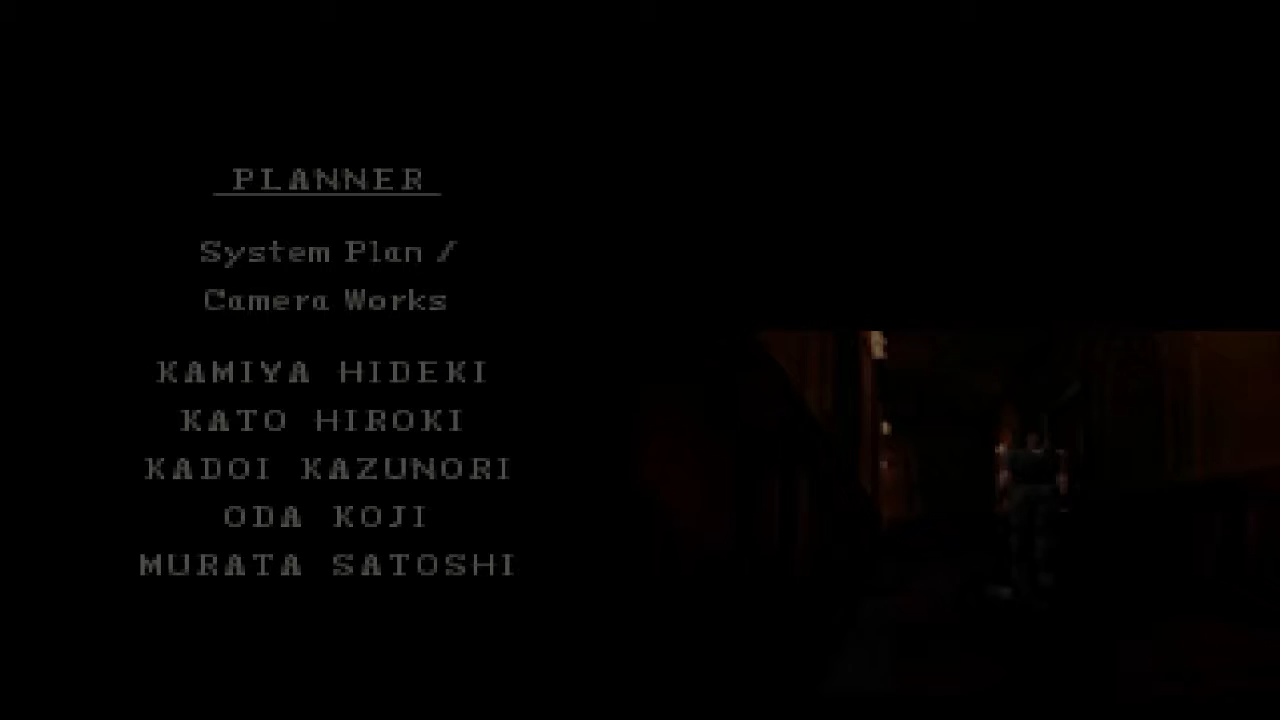 PLANNER
System Plan /
Camera Works
KAMIYA HIDEKI
KATO HIROKI
KADOI KAZUNORI
ODA KOJI
MURATA SATOSHI